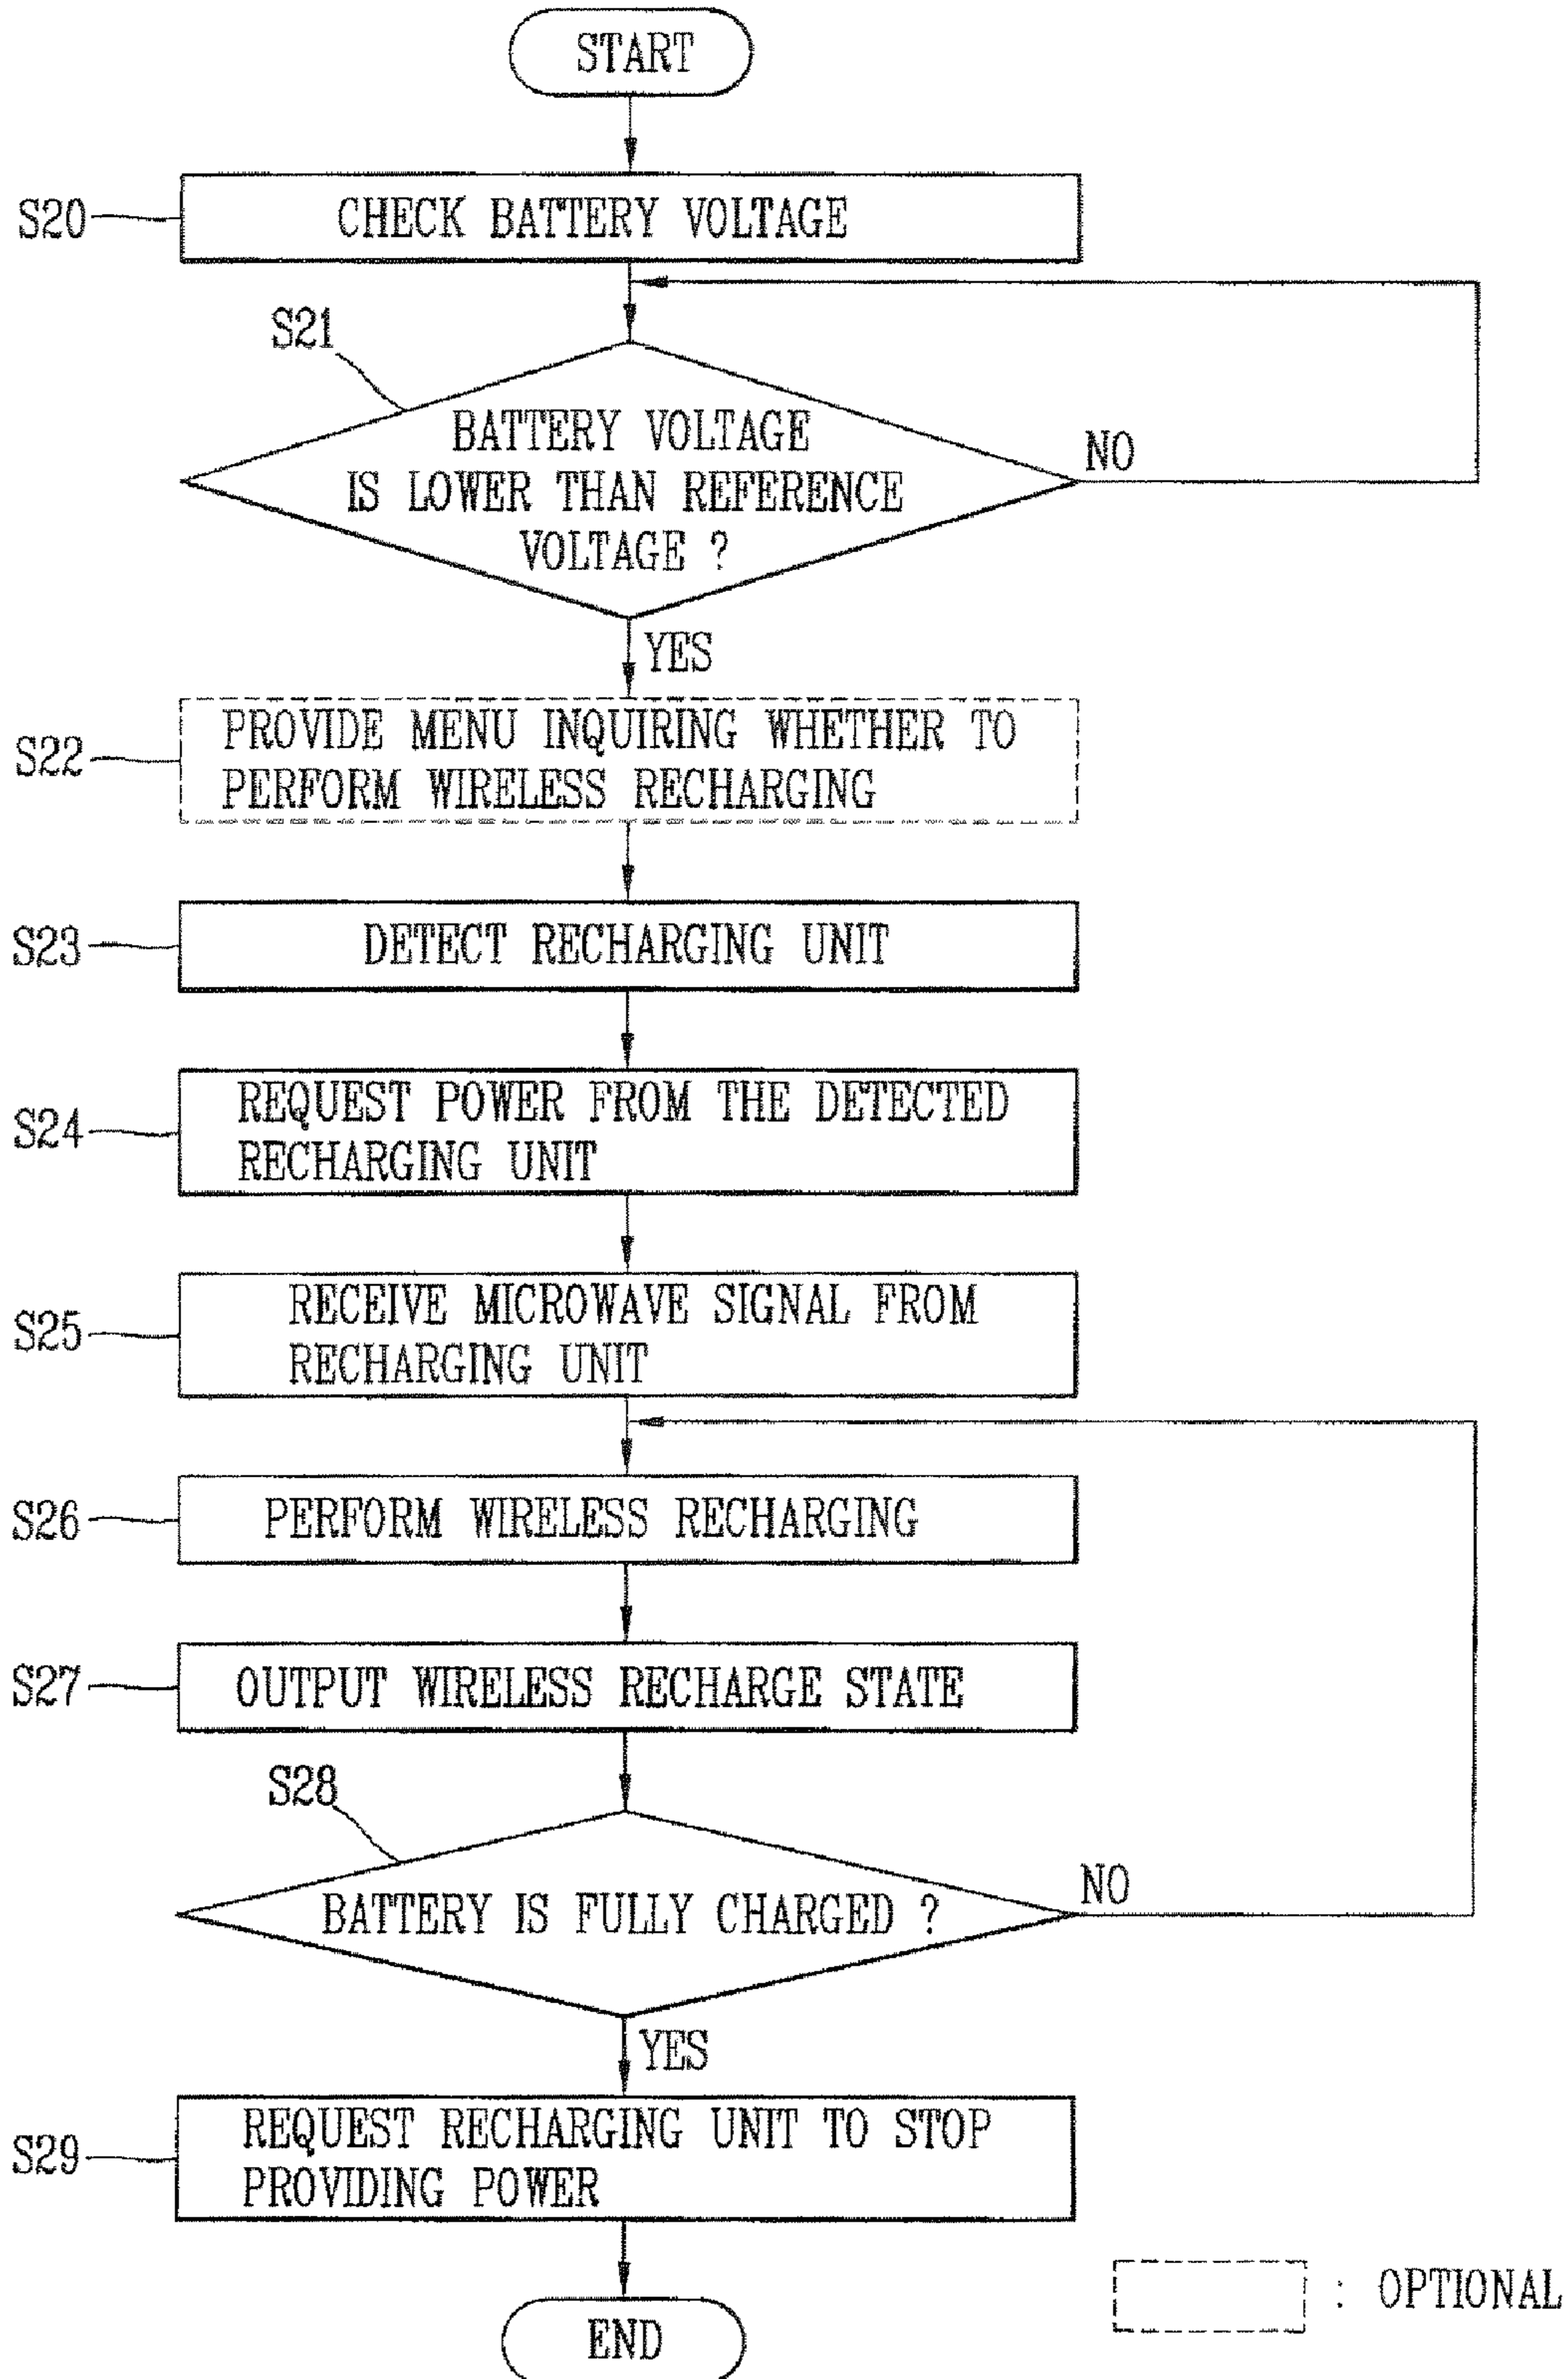 START
S20
CHECK BATTERY VOLTAGE
S21
BATTERY VOLTAGE
IS LOWER THAN REFERENCE
VOLTAGE ?
NO
YES
S22
PROVIDE MENU INQUIRING WHETHER TO
PERFORM WIRELESS RECHARGING
S23
DETECT RECHARGING UNIT
S24
REQUEST POWER FROM THE DETECTED
RECHARGING UNIT
S25
RECEIVE MICROWAVE SIGNAL FROM
RECHARGING UNIT
S26
PERFORM WIRELESS RECHARGING
S27
OUTPUT WIRELESS RECHARGE STATE
S28
BATTERY IS FULLY CHARGED ?
NO
YES
S29
REQUEST RECHARGING UNIT TO STOP
PROVIDING POWER
END
: OPTIONAL